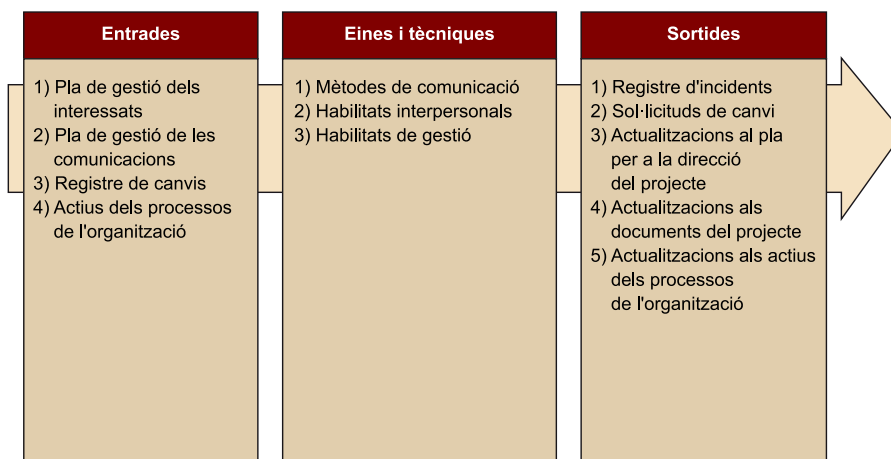 Entrades
1) Pla de gestió dels
interessats
2) Pla de gestió de les
comunicacions
3) Registre de canvis
4) Actius dels processos
de l'organització
Eines i tècniques
1) Mètodes de comunicació
2) Habilitats interpersonals
3) Habilitats de gestió
Sortides
1) Registre d'incidents
2) Sol·licituds de canvi
3) Actualitzacions al pla
per a la direcció
del projecte
4) Actualitzacions als
documents del projecte
5) Actualitzacions als actius
dels processos
de l'organització